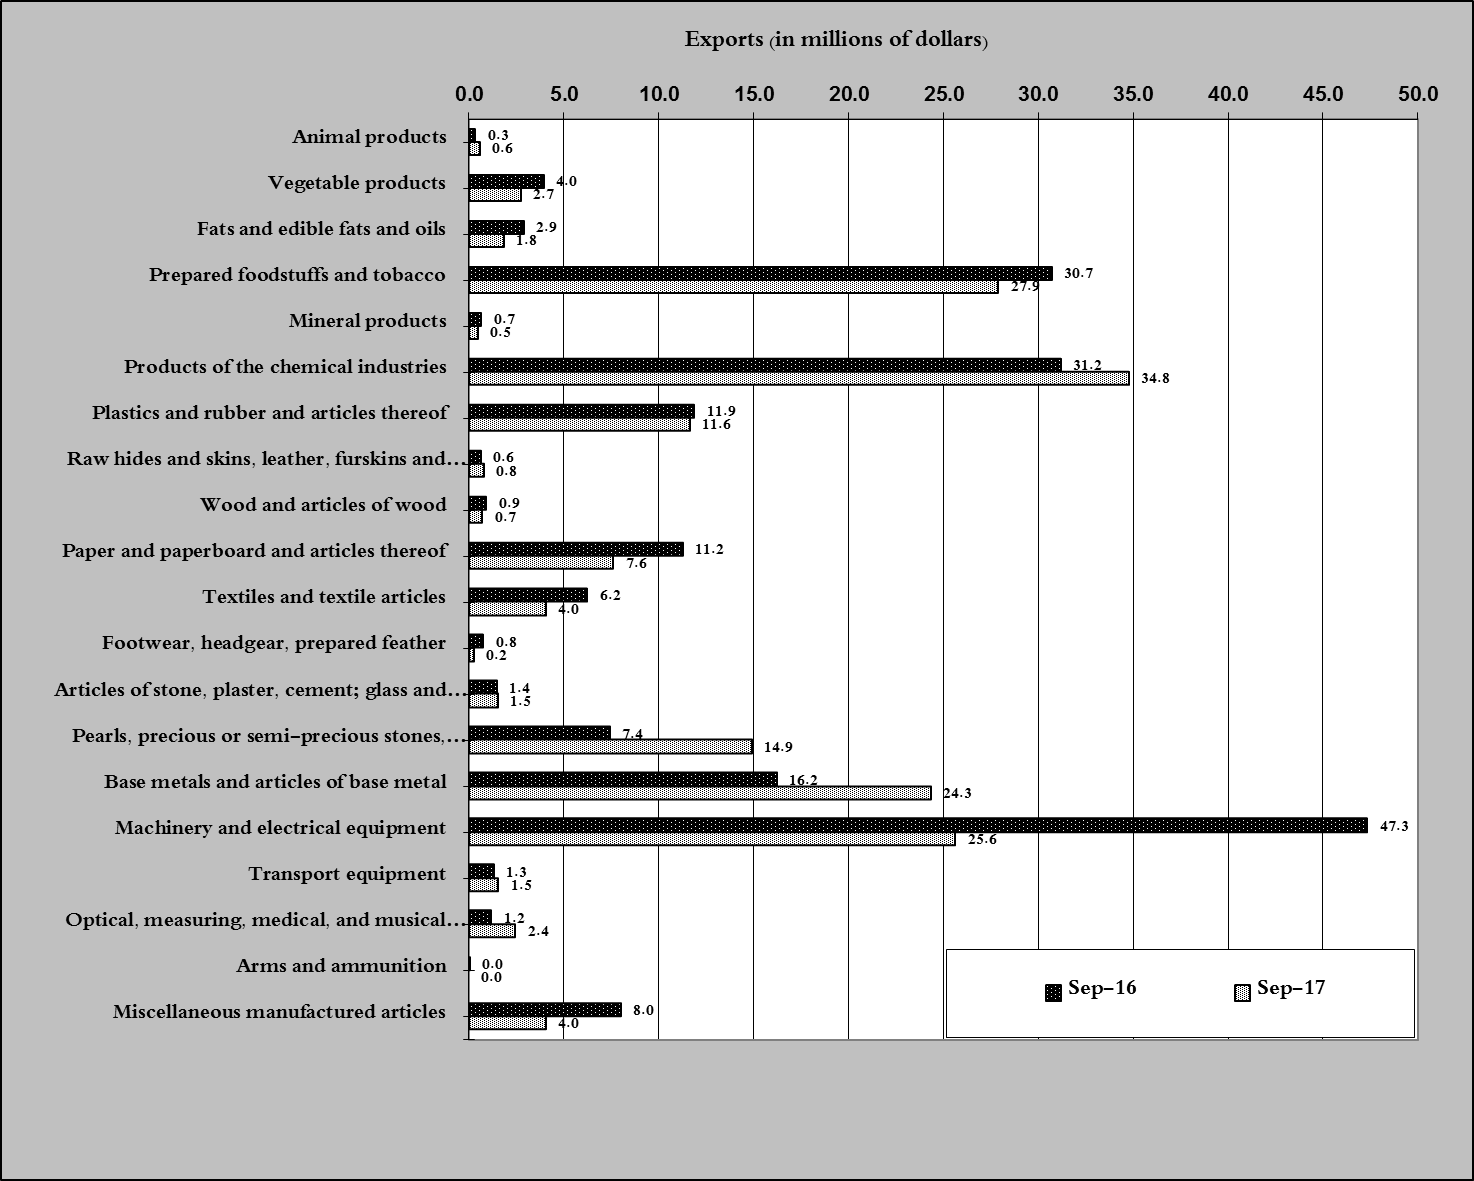 Exports (in millions of dollars)
0.0 5.0 10.0 15.0 20.0 25.0 30.0 35.0 40.0 45.0 50.0
Animal products 0.3
0.6
Vegetable products 4.0
2.7
Fats and edible fats and oils 2.9
1.8
Prepared foodstuffs and tobacco 30.7
27.9
Mineral products 0.7
0.5
Products of the chemical industries 31.2
34.8
Plastics and rubber and articles thereof 11.9
11.6
Raw hides and skins, leather, furskins and… 0.6
0.8
Wood and articles of wood 0.9
0.7
Paper and paperboard and articles thereof 11.2
7.6
Textiles and textile articles 6.2
4.0
Footwear, headgear, prepared feather 0.8
0.2
Articles of stone, plaster, cement; glass and… 1.4
1.5
Pearls, precious or semi-precious stones,… 7.4
14.9
Base metals and articles of base metal 16.2
24.3
Machinery and electrical equipment 47.3
25.6
Transport equipment 1.3
1.5
Optical, measuring, medical, and musical… 1.2
2.4
Arms and ammunition 0.0
0.0
Miscellaneous manufactured articles 8.0
4.0
Sep-16 Sep-17